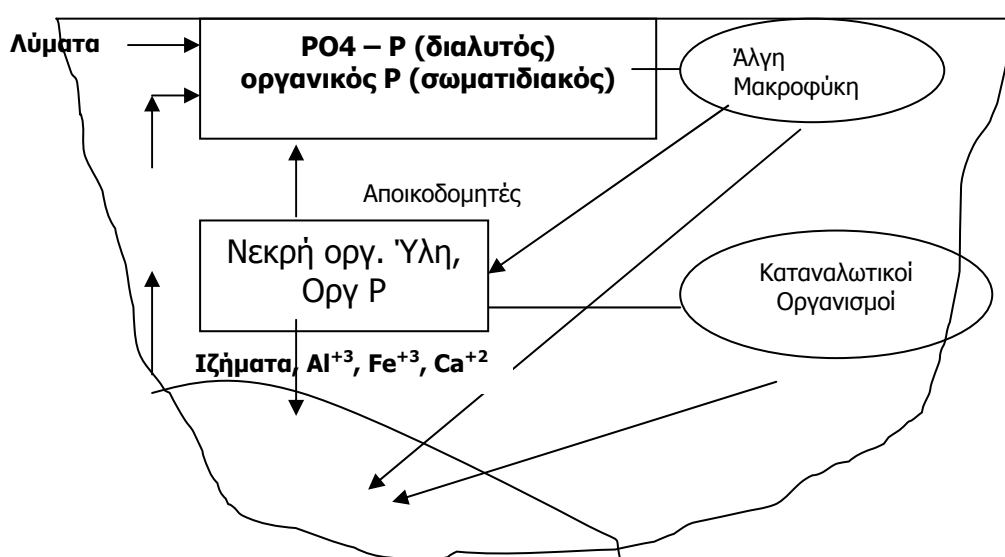 Λύματα
PO4 – P (διαλυτός)
οργανικός P (σωματιδιακός)
Άλγη
Μακροφύκη
Αποικοδομητές
Νεκρή οργ. Ύλη,
Οργ P
Καταναλωτικοί
Οργανισμοί
Ιζήματα, Al⁺³, Fe⁺³, Ca⁺²